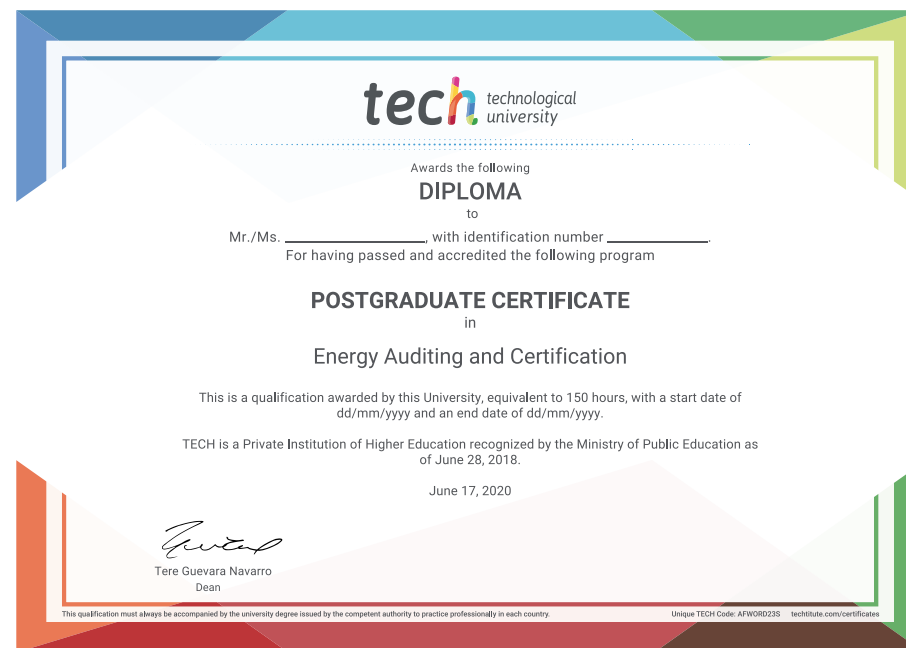 tech technological
university
Awards the following
DIPLOMA
to
Mr./Ms. ____________________, with identification number ______________.
For having passed and accredited the following program
POSTGRADUATE CERTIFICATE
in
Energy Auditing and Certification
This is a qualification awarded by this University, equivalent to 150 hours, with a start date of
dd/mm/yyyy and an end date of dd/mm/yyyy.
TECH is a Private Institution of Higher Education recognized by the Ministry of Public Education as
of June 28, 2018.
June 17, 2020
Tere Guevara Navarro
Dean
This qualification must always be accompanied by the university degree issued by the competent authority to practice professionally in each country. Unique TECH Code: AFWORD23S techtitute.com/certificates